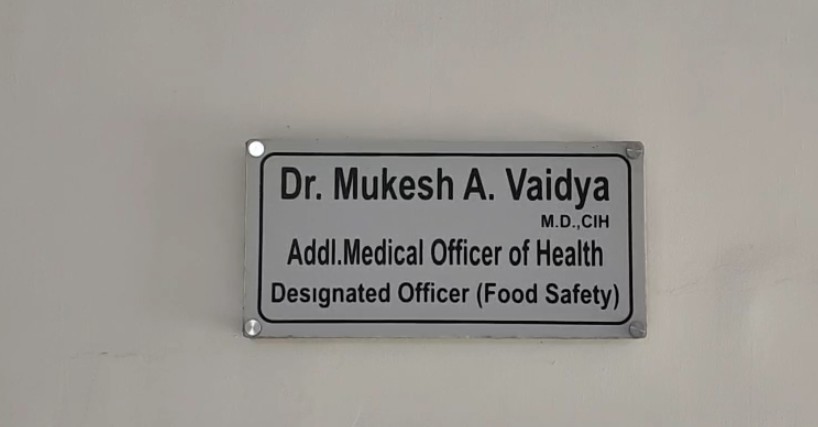 Dr. Mukesh A. Vaidya
M.D.,CIH
Addl.Medical Officer of Health
Designated Officer (Food Safety)